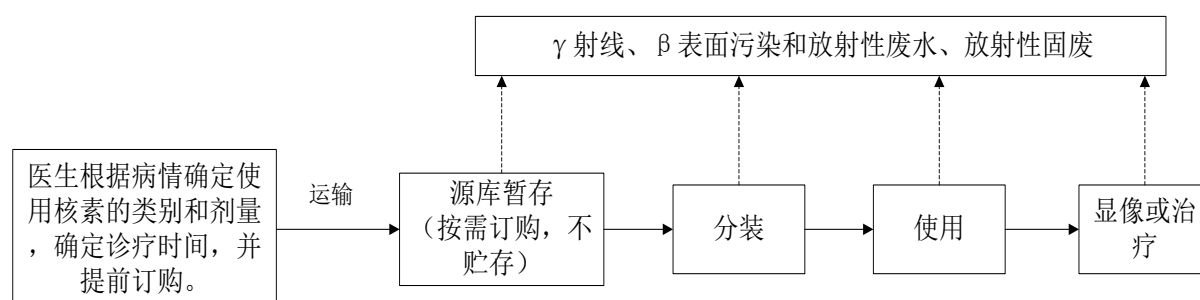 γ射线、β表面污染和放射性废水、放射性固废
医生根据病情确定使
用核素的类别和剂量
,确定诊疗时间,并
提前订购。
运输
源库暂存
(按需订购,不
贮存)
分装
使用
显像或治
疗